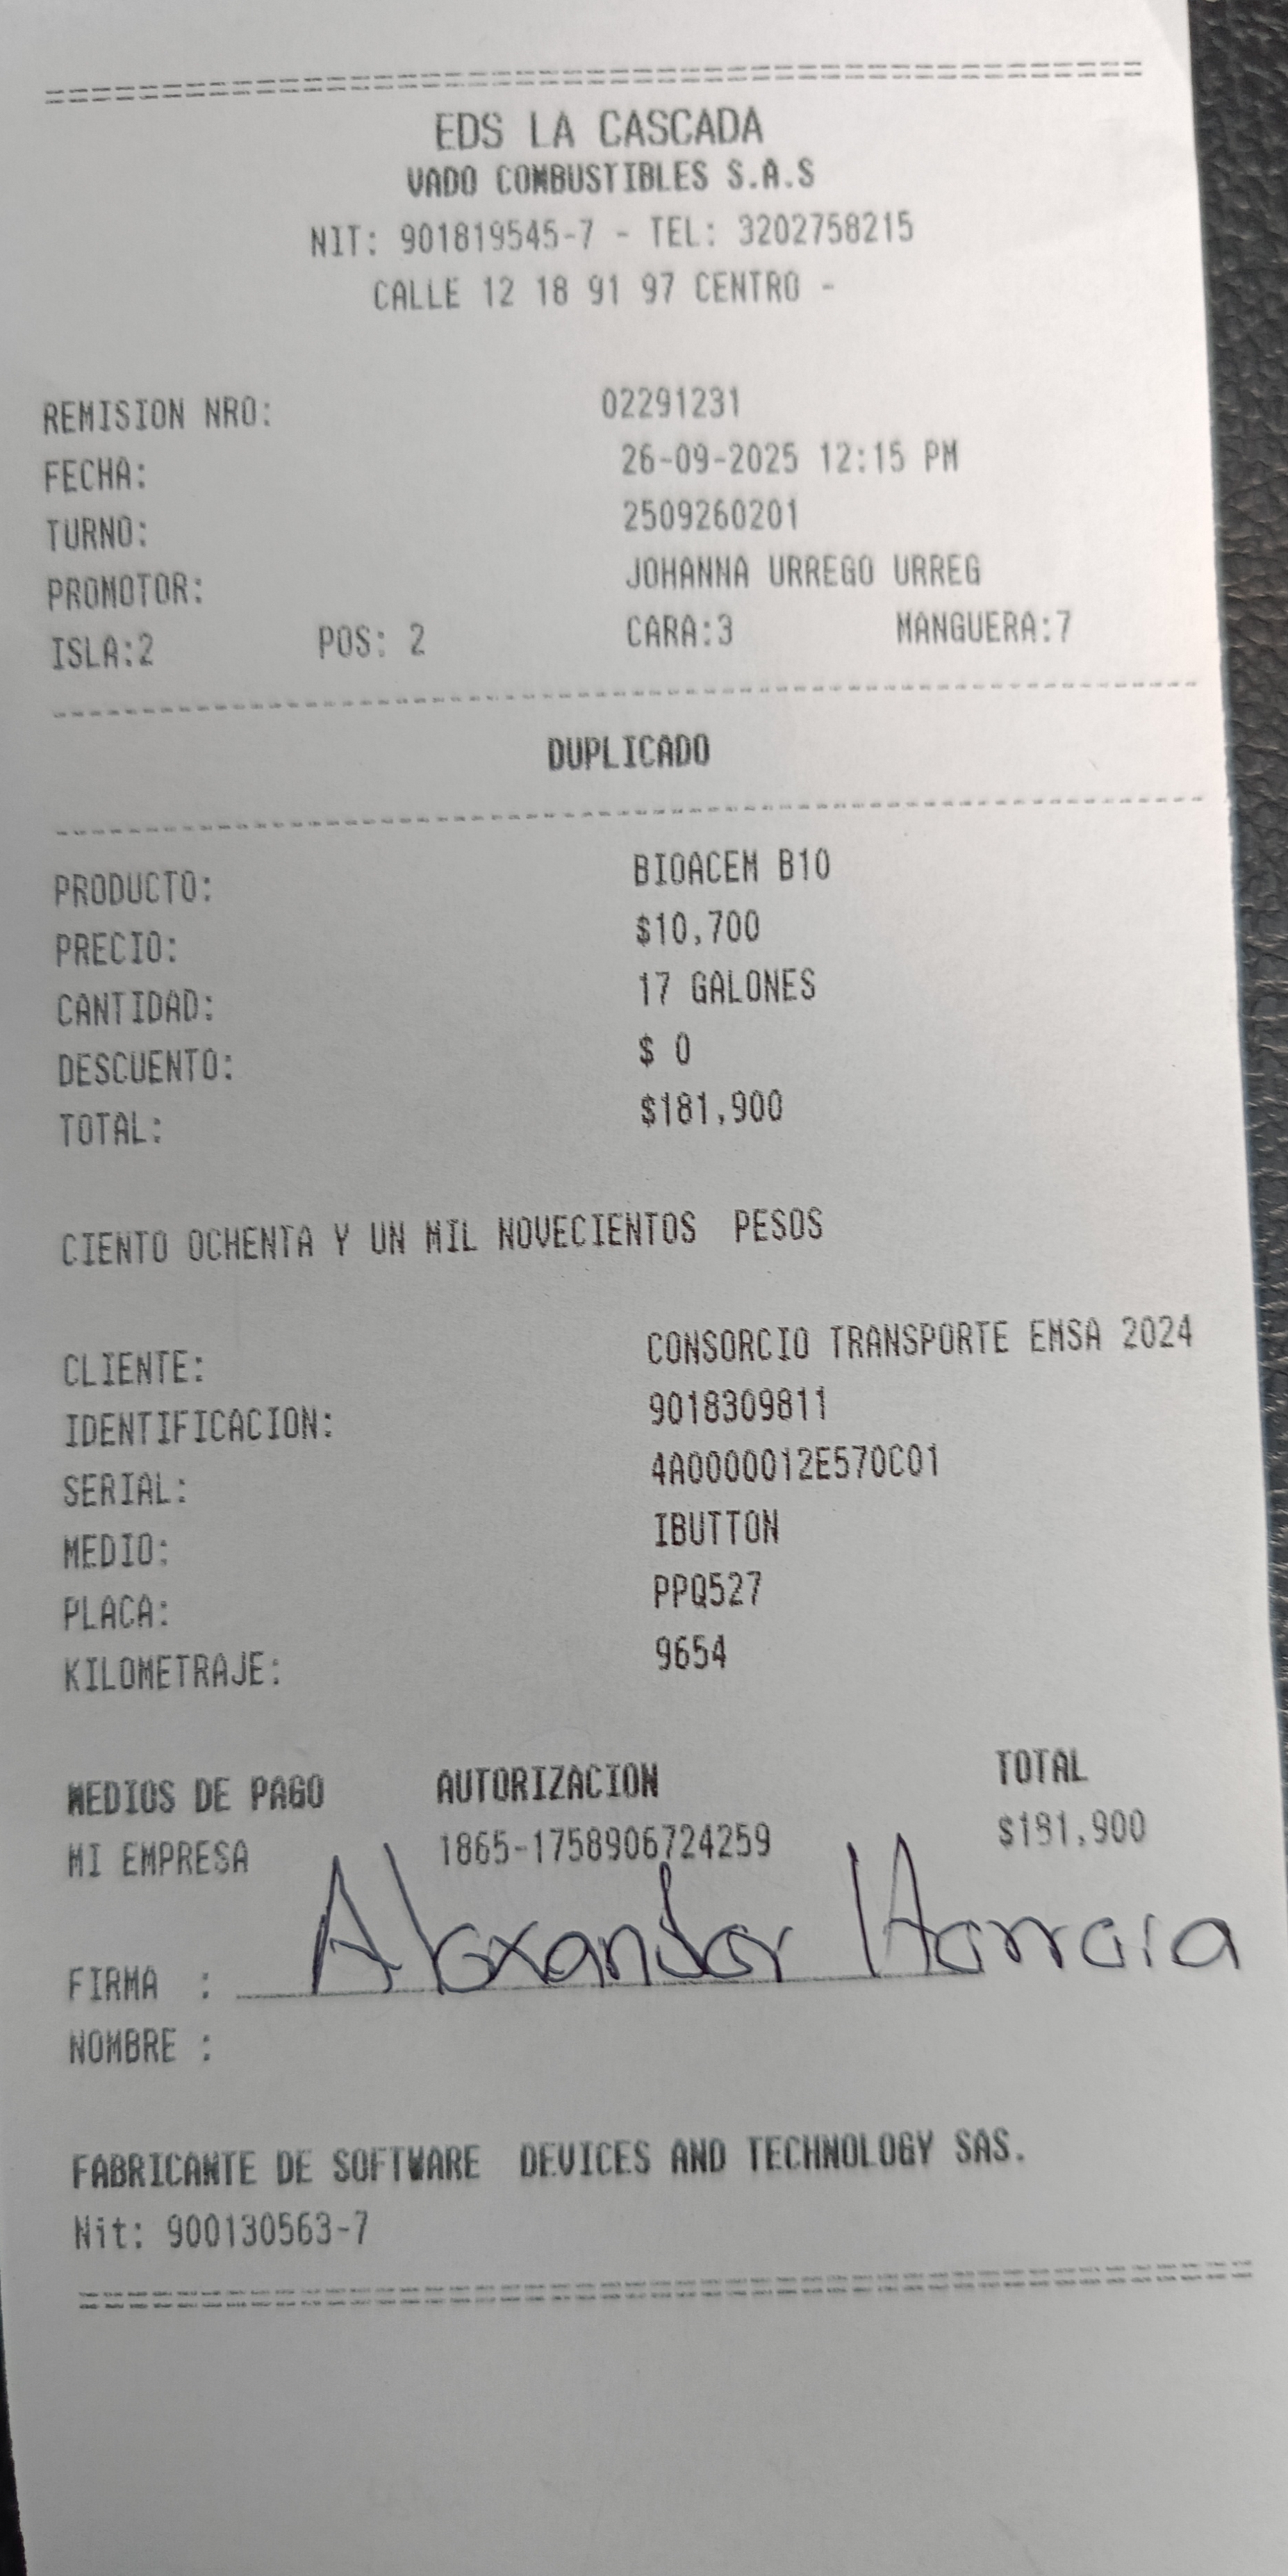 EDS LA CASCADA
VADO COMBUSTIBLES S.A.S
NIT: 901819545-7 - TEL: 3202758215
CALLE 12 18 91 97 CENTRO -
REMISION NRO: 02291231
FECHA: 26-09-2025 12:15 PM
TURNO: 2509260201
PROMOTOR: JOHANNA URREGO URREG
ISLA:2 POS: 2 CARA:3 MANGUERA:7
DUPLICADO
PRODUCTO: BIOACEM B10
PRECIO: $10,700
CANTIDAD: 17 GALONES
DESCUENTO: $ 0
TOTAL: $181,900
CIENTO OCHENTA Y UN MIL NOVECIENTOS PESOS
CLIENTE: CONSORCIO TRANSPORTE EMSA 2024
IDENTIFICACION: 9018309811
SERIAL: 4A0000012E570C01
MEDIO: IBUTTON
PLACA: PPQ527
KILOMETRAJE: 9654
MEDIOS DE PAGO AUTORIZACION TOTAL
MI EMPRESA 1865-1758906724259 $181,900
FIRMA : Alexander Herrera
NOMBRE :
FABRICANTE DE SOFTWARE DEVICES AND TECHNOLOGY SAS.
Nit: 900130563-7